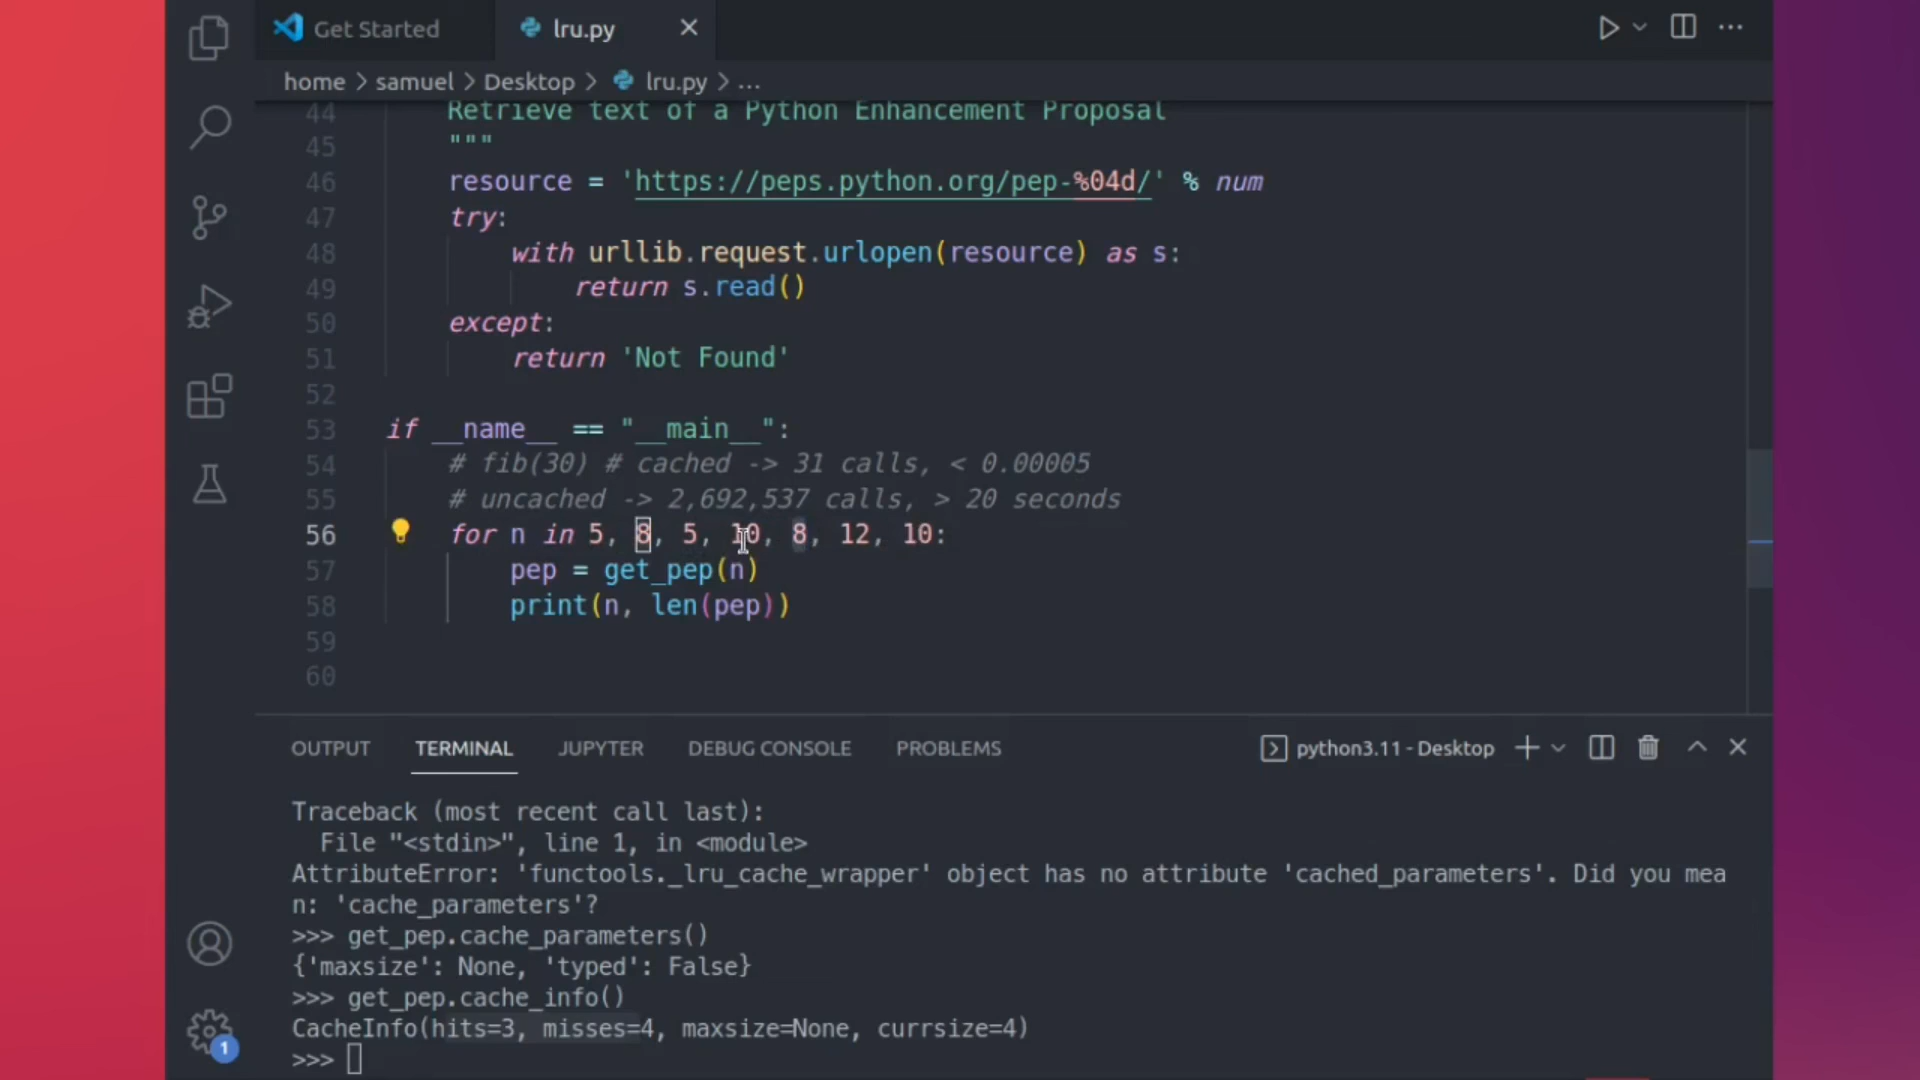 Get Started
lru.py
home > samuel > Desktop > lru.py > ...
44 Retrieve text of a Python Enhancement Proposal
45 """
46 resource = 'https://peps.python.org/pep-%04d/' % num
47 try:
48 with urllib.request.urlopen(resource) as s:
49 return s.read()
50 except:
51 return 'Not Found'
52
53 if __name__ == "__main__":
54 # fib(30) # cached -> 31 calls, < 0.00005
55 # uncached -> 2,692,537 calls, > 20 seconds
56 for n in 5, 8, 5, 10, 8, 12, 10:
57 pep = get_pep(n)
58 print(n, len(pep))
59
60
OUTPUT TERMINAL JUPYTER DEBUG CONSOLE PROBLEMS python3.11 - Desktop
Traceback (most recent call last):
File "<stdin>", line 1, in <module>
AttributeError: 'functools._lru_cache_wrapper' object has no attribute 'cached_parameters'. Did you mea
n: 'cache_parameters'?
>>> get_pep.cache_parameters()
{'maxsize': None, 'typed': False}
>>> get_pep.cache_info()
CacheInfo(hits=3, misses=4, maxsize=None, currsize=4)
>>>
1